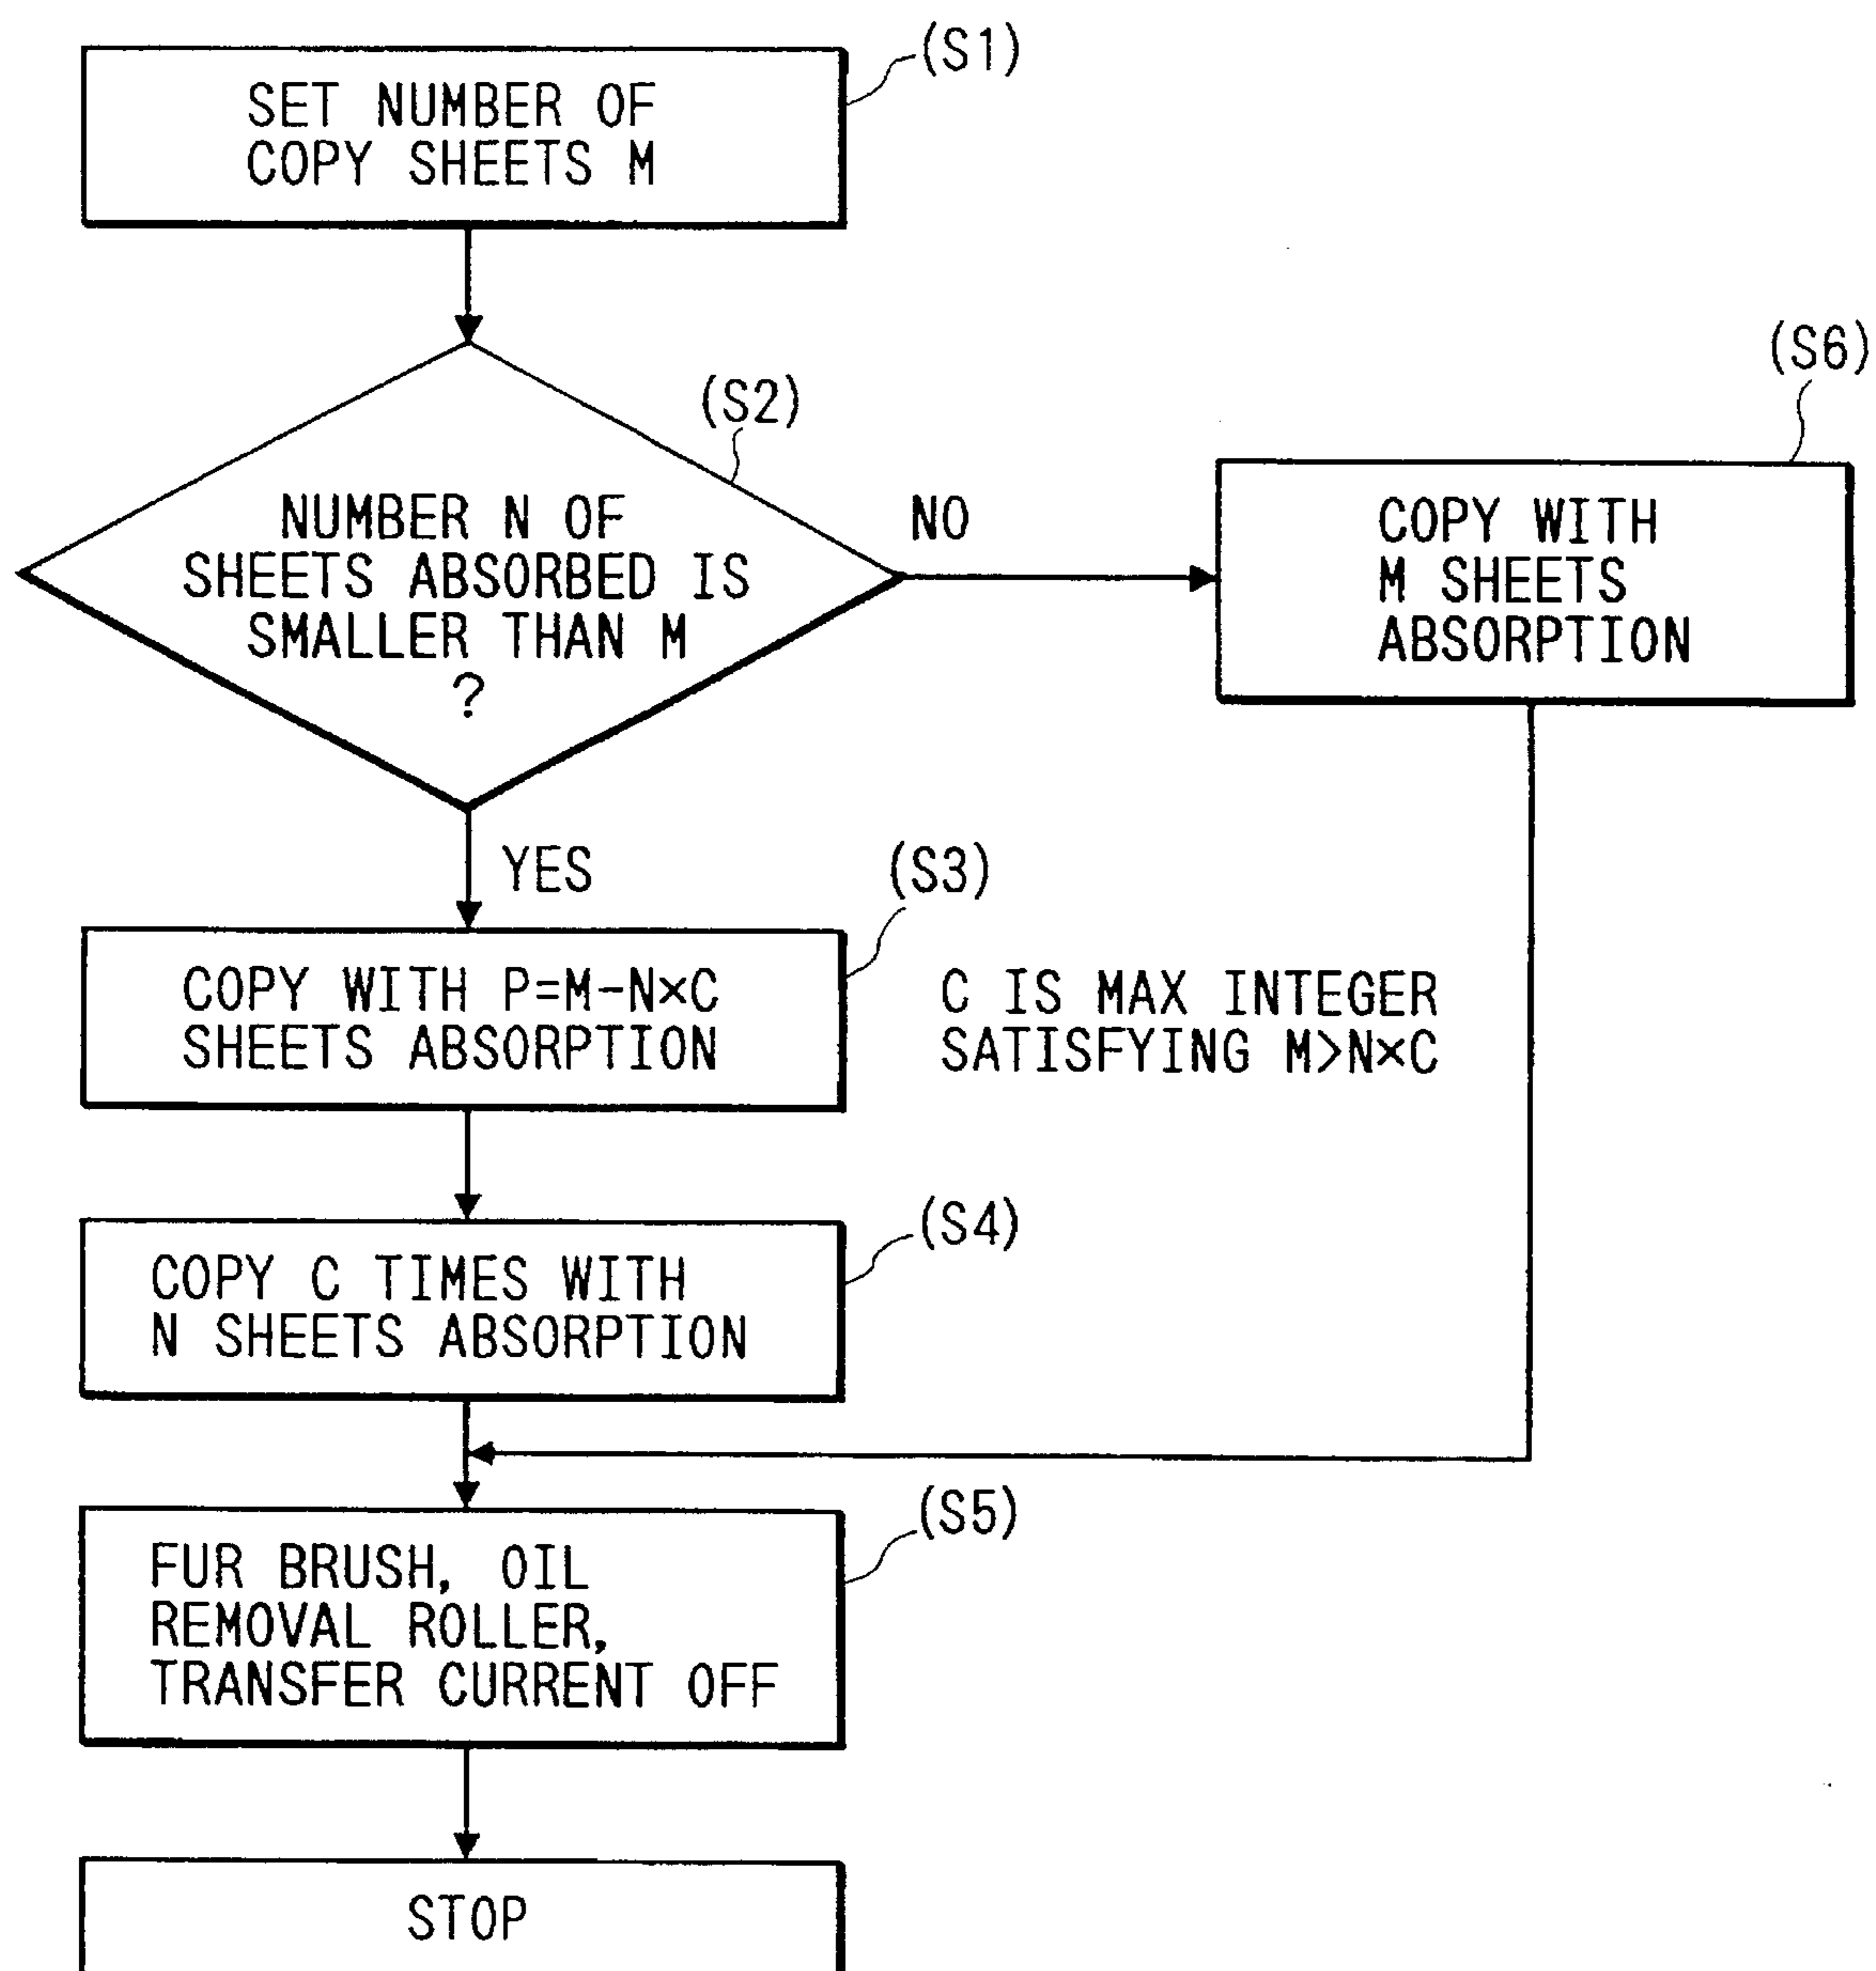 (S1)
SET NUMBER OF
COPY SHEETS M
(S6)
(S2)
NUMBER N OF
SHEETS ABSORBED IS
SMALLER THAN M
?
NO
COPY WITH
M SHEETS
ABSORPTION
YES
(S3)
COPY WITH P=M-N×C
SHEETS ABSORPTION
C IS MAX INTEGER
SATISFYING M>N×C
(S4)
COPY C TIMES WITH
N SHEETS ABSORPTION
(S5)
FUR BRUSH, OIL
REMOVAL ROLLER,
TRANSFER CURRENT OFF
STOP